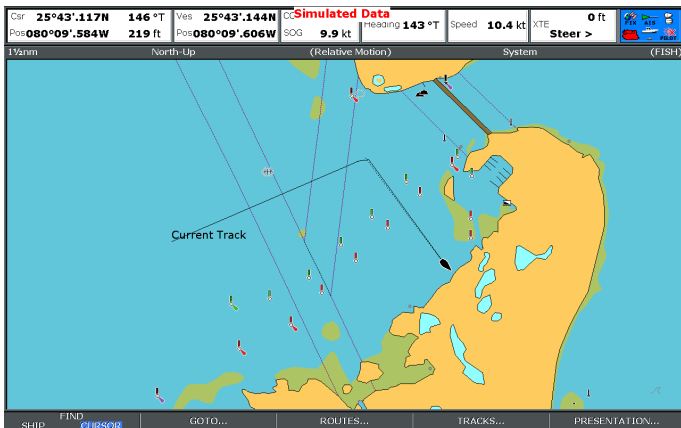 Simulated Data
Csr 25°43'.117N 146 °T
Pos 080°09'.584W 219 ft
Ves 25°43'.144N
Pos 080°09'.606W
SOG 9.9 kt
Heading 143 °T
Speed 10.4 kt
XTE 0 ft
Steer >
FIX AIS
PILOT
1½nm North-Up (Relative Motion) System (FISH)
Current Track
FIND
SHIP CURSOR
GOTO...
ROUTES...
TRACKS...
PRESENTATION...